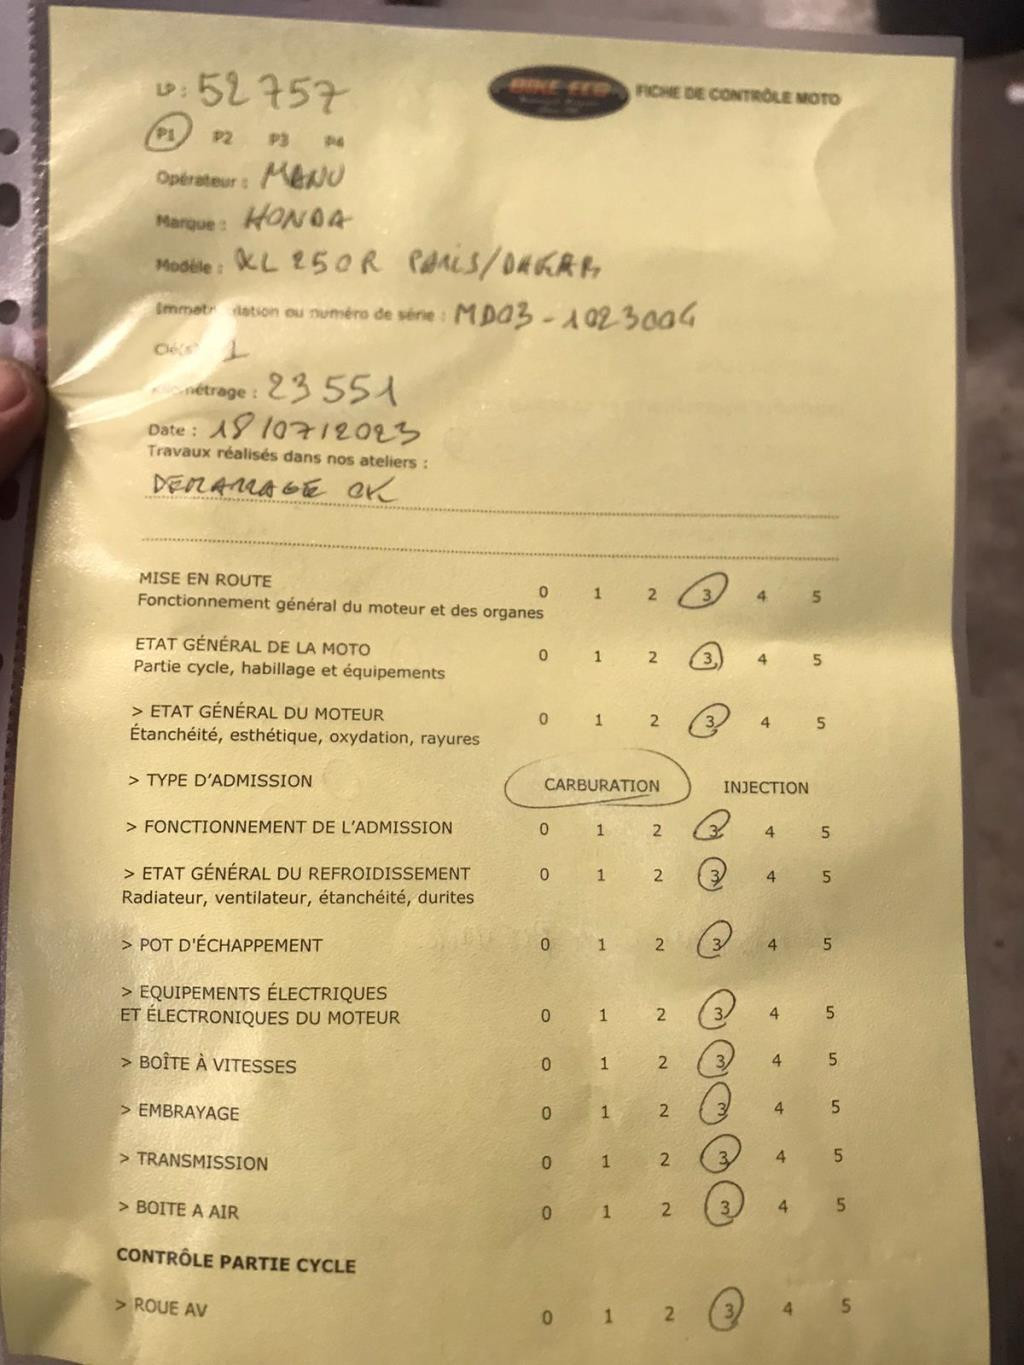 LP : 52757
BIKE-ECO FICHE DE CONTRÔLE MOTO
P1 P2 P3 P4
Opérateur : MANU
Marque : HONDA
Modèle : XL 250R PARIS/DAKAR
Immatriculation ou numéro de série : MD03-1023004
Clé(s) 1
Kilométrage : 23551
Date : 18/07/2023
Travaux réalisés dans nos ateliers :
DEMARRAGE OK
MISE EN ROUTE
Fonctionnement général du moteur et des organes 0 1 2 3 4 5
ETAT GÉNÉRAL DE LA MOTO 0 1 2 3 4 5
Partie cycle, habillage et équipements
> ETAT GÉNÉRAL DU MOTEUR 0 1 2 3 4 5
Étanchéité, esthétique, oxydation, rayures
> TYPE D'ADMISSION CARBURATION INJECTION
> FONCTIONNEMENT DE L'ADMISSION 0 1 2 3 4 5
> ETAT GÉNÉRAL DU REFROIDISSEMENT 0 1 2 3 4 5
Radiateur, ventilateur, étanchéité, durites
> POT D'ÉCHAPPEMENT 0 1 2 3 4 5
> EQUIPEMENTS ÉLECTRIQUES
ET ÉLECTRONIQUES DU MOTEUR 0 1 2 3 4 5
> BOÎTE À VITESSES 0 1 2 3 4 5
> EMBRAYAGE 0 1 2 3 4 5
> TRANSMISSION 0 1 2 3 4 5
> BOITE A AIR 0 1 2 3 4 5
CONTRÔLE PARTIE CYCLE
> ROUE AV 0 1 2 3 4 5